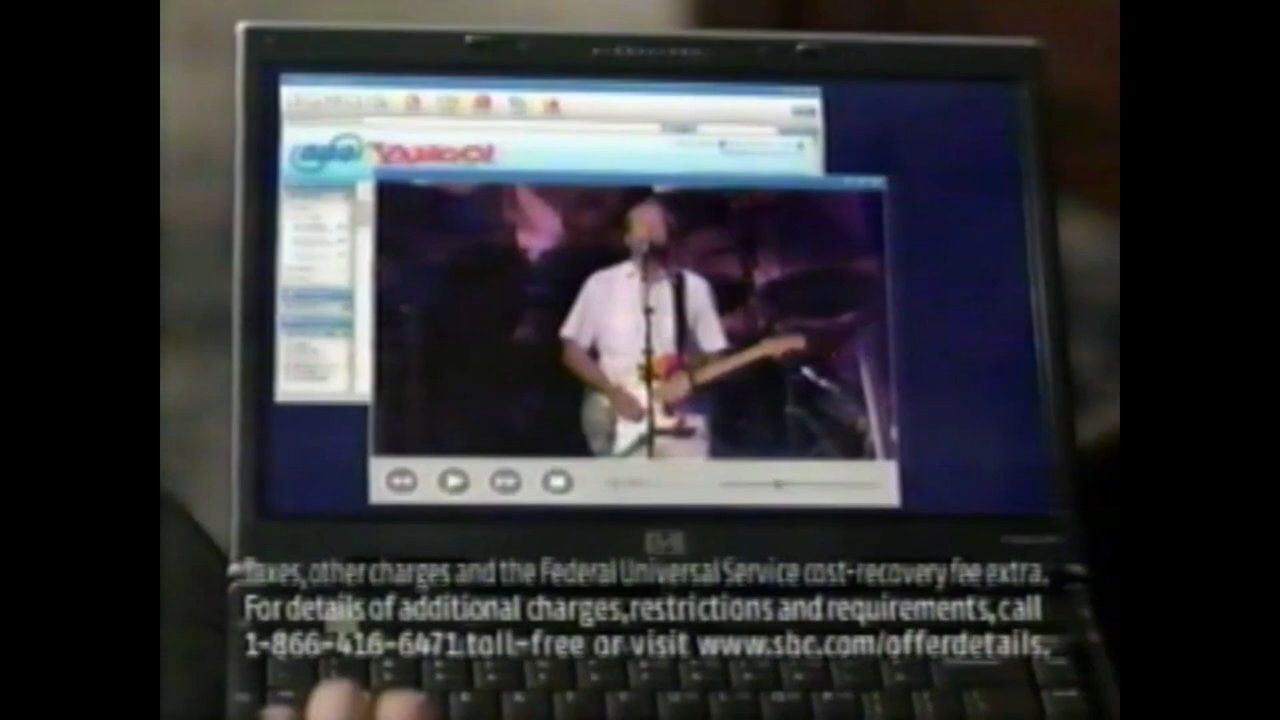 YAHOO!
hp
Taxes, other charges and the Federal Universal Service cost-recovery fee extra.
For details of additional charges, restrictions and requirements, call
1-866-416-6471 toll-free or visit www.sbc.com/offerdetails.